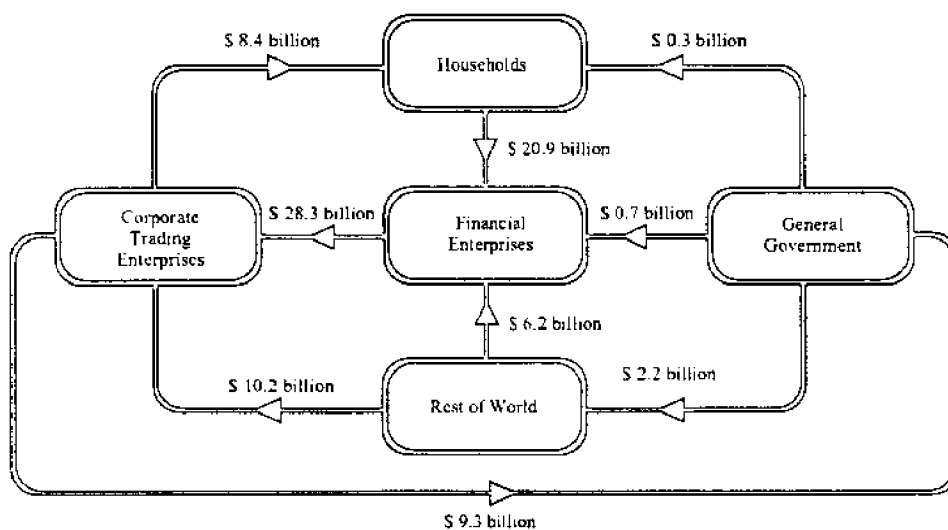 $ 8.4 billion
Households
$ 0.3 billion
$ 20.9 billion
Corporate
Trading
Enterprises
$ 28.3 billion
Financial
Enterprises
$ 0.7 billion
General
Government
$ 6.2 billion
$ 10.2 billion
Rest of World
$ 2.2 billion
$ 9.3 billion